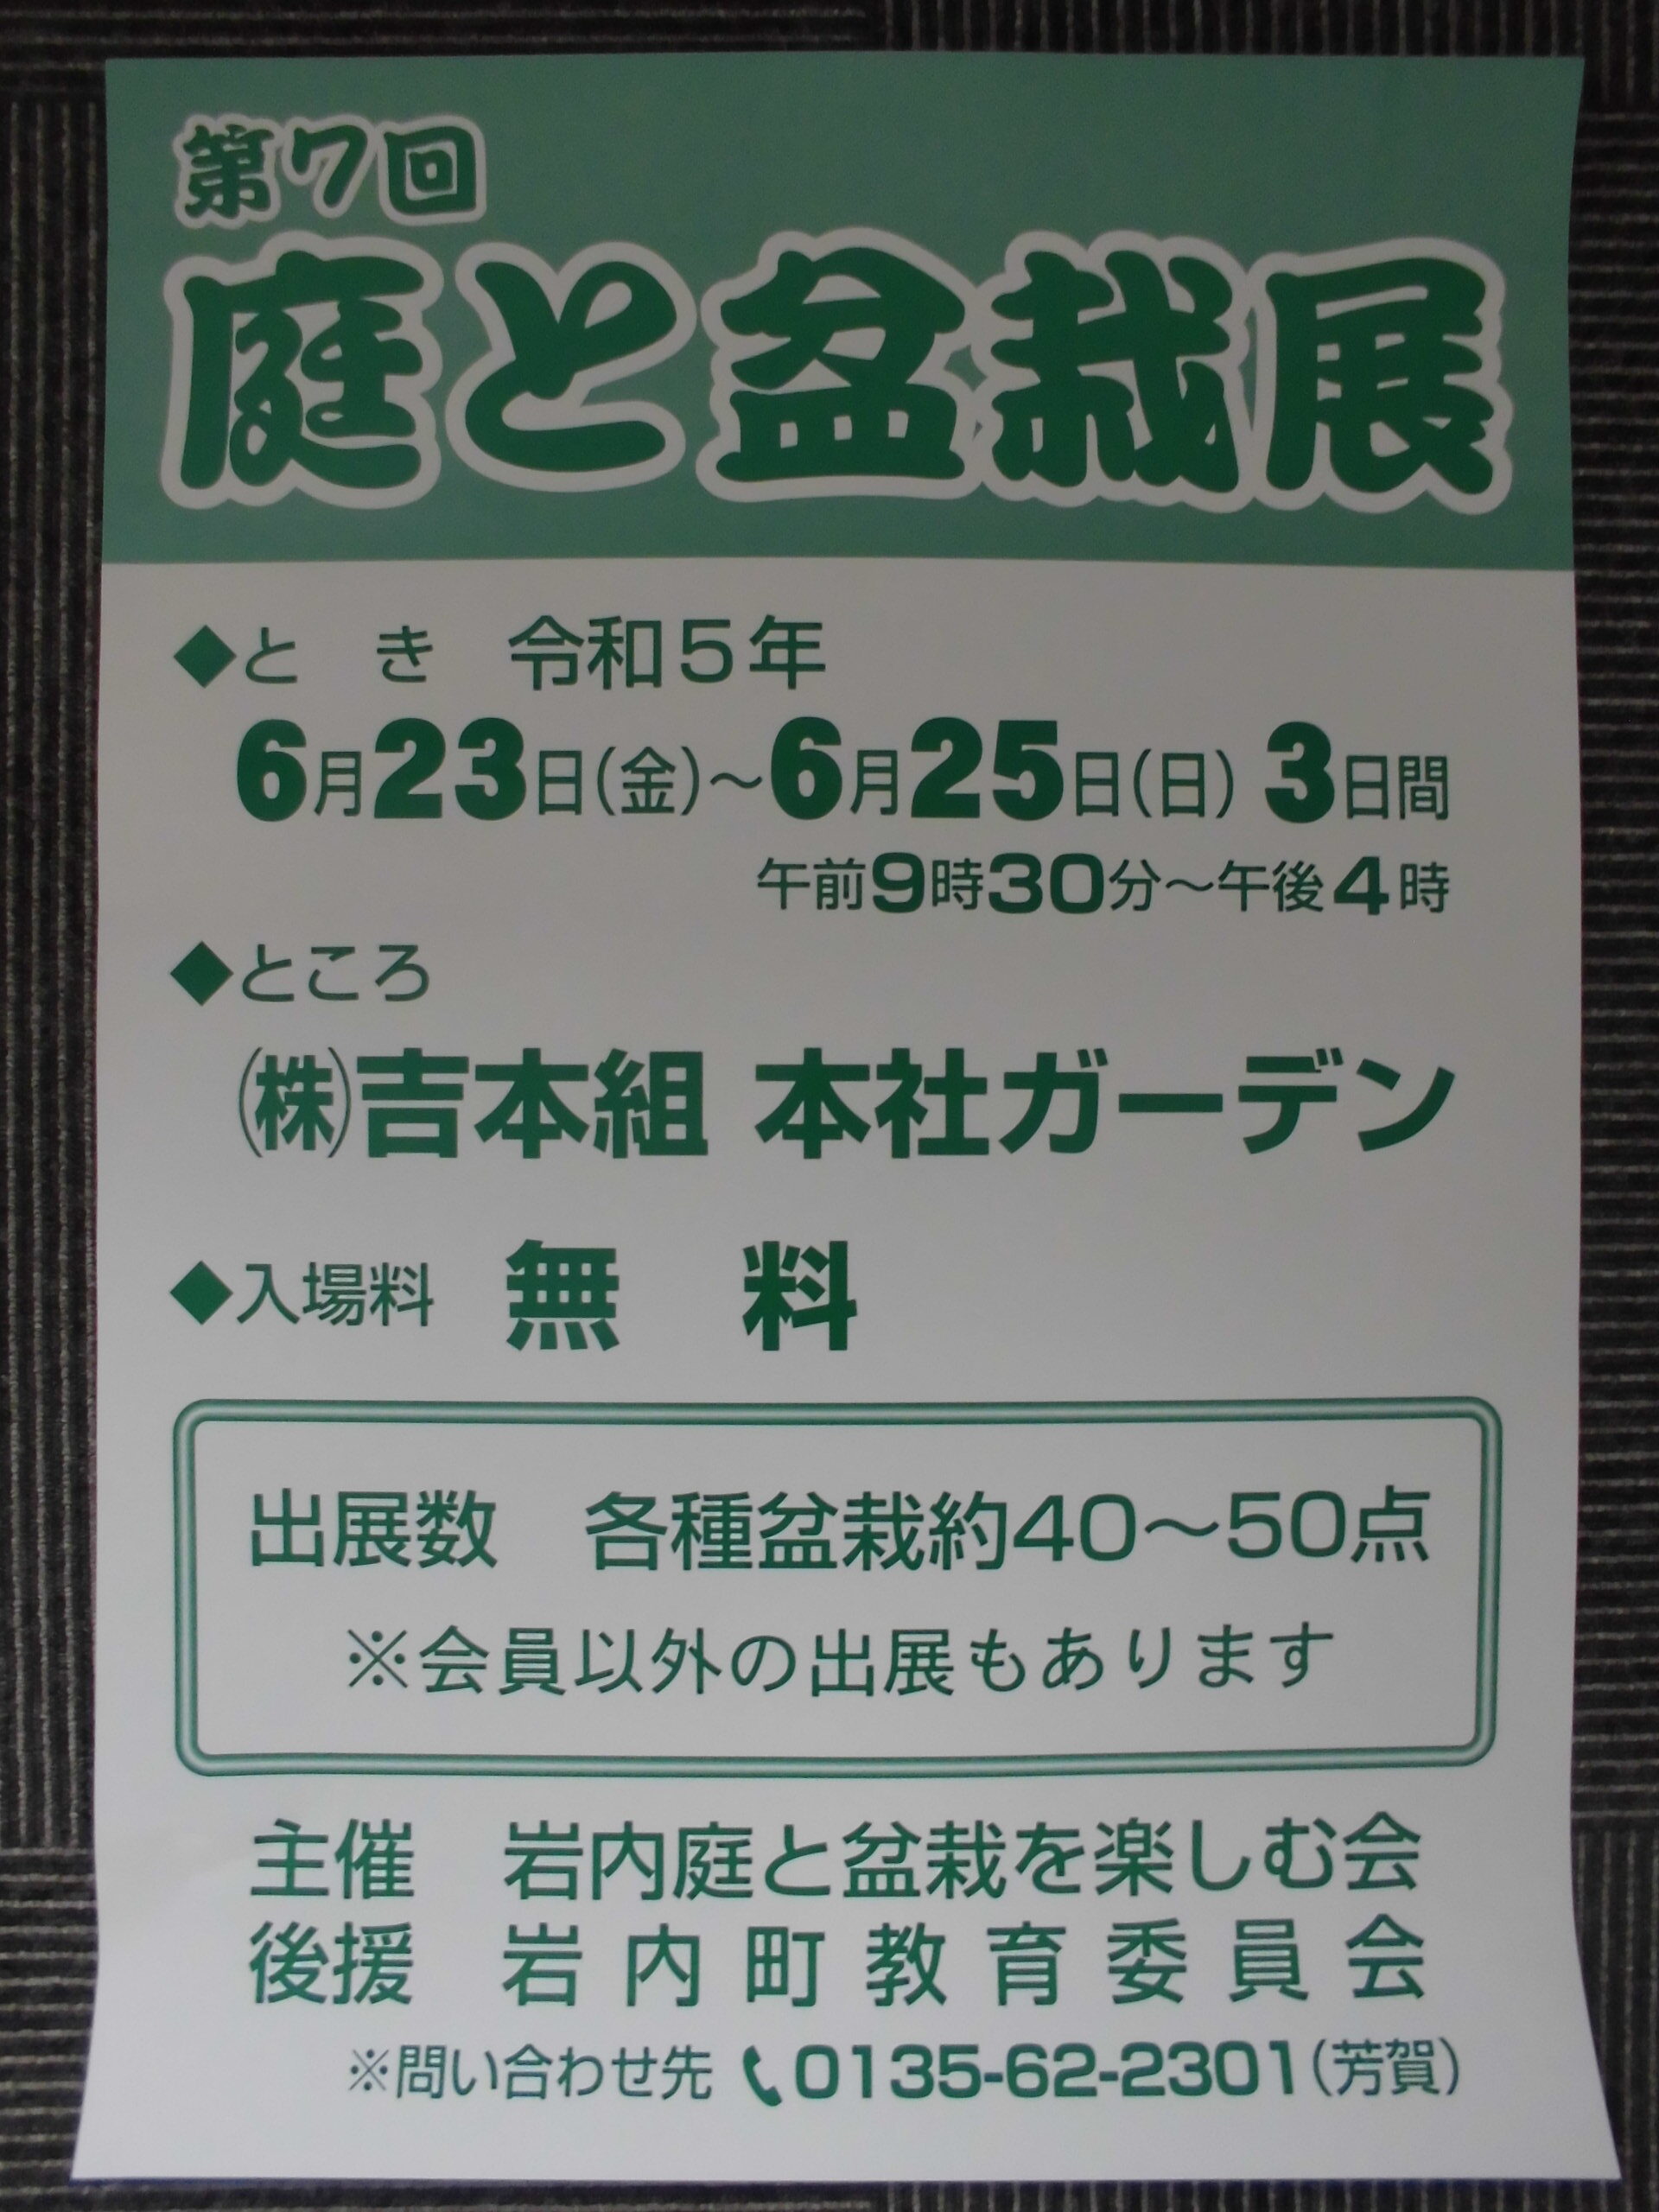 第7回
庭と盆栽展
◆と　き　令和5年
6月23日(金)～6月25日(日) 3日間
午前9時30分～午後4時
◆ところ
㈱吉本組 本社ガーデン
◆入場料　無　料
出展数　各種盆栽約40～50点
※会員以外の出展もあります
主催　岩内庭と盆栽を楽しむ会
後援　岩内町教育委員会
※問い合わせ先 0135-62-2301(芳賀)